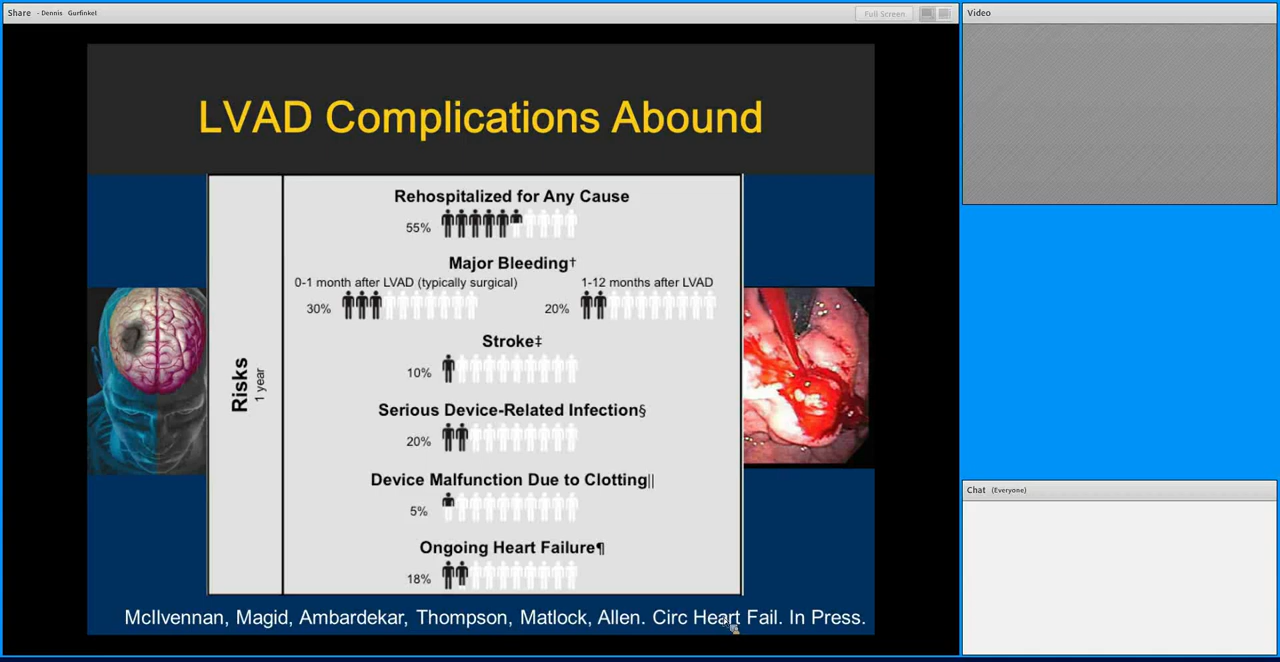 Share - Dennis Gurfinkel
Full Screen
Video
LVAD Complications Abound
Risks
1 year
Rehospitalized for Any Cause
55%
Major Bleeding†
0-1 month after LVAD (typically surgical)
30%
1-12 months after LVAD
20%
Stroke‡
10%
Serious Device-Related Infection§
20%
Device Malfunction Due to Clotting||
5%
Ongoing Heart Failure¶
18%
McIlvennan, Magid, Ambardekar, Thompson, Matlock, Allen. Circ Heart Fail. In Press.
Chat (Everyone)